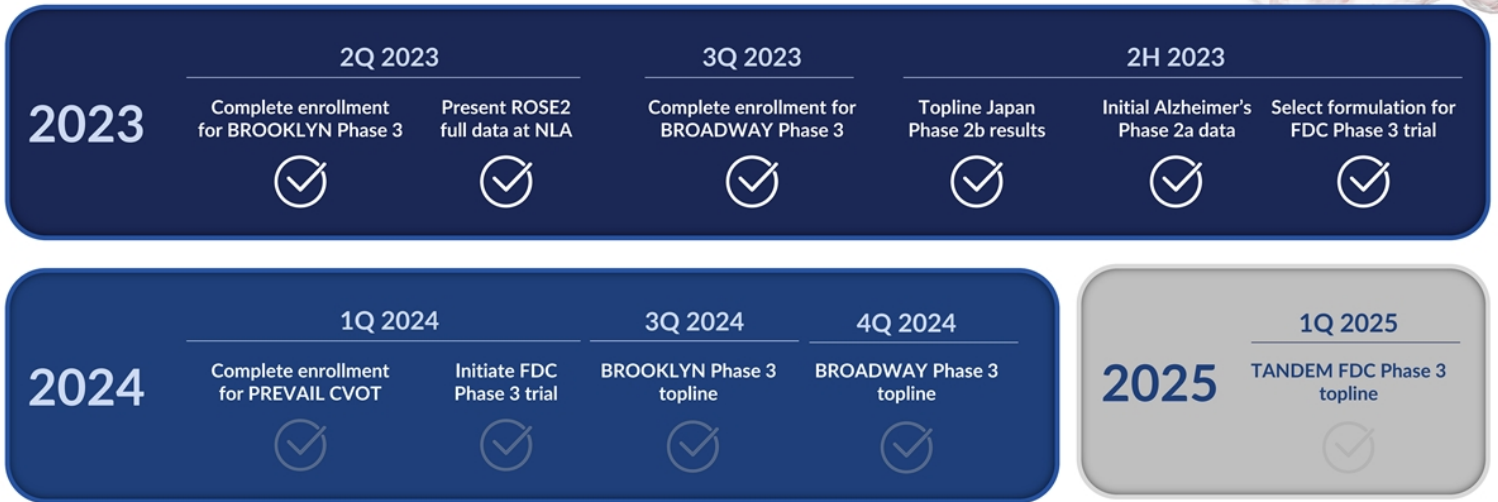 2023
2Q 2023
Complete enrollment
for BROOKLYN Phase 3
Present ROSE2
full data at NLA
3Q 2023
Complete enrollment for
BROADWAY Phase 3
2H 2023
Topline Japan
Phase 2b results
Initial Alzheimer’s
Phase 2a data
Select formulation for
FDC Phase 3 trial
2024
1Q 2024
Complete enrollment
for PREVAIL CVOT
Initiate FDC
Phase 3 trial
3Q 2024
BROOKLYN Phase 3
topline
4Q 2024
BROADWAY Phase 3
topline
2025
1Q 2025
TANDEM FDC Phase 3
topline